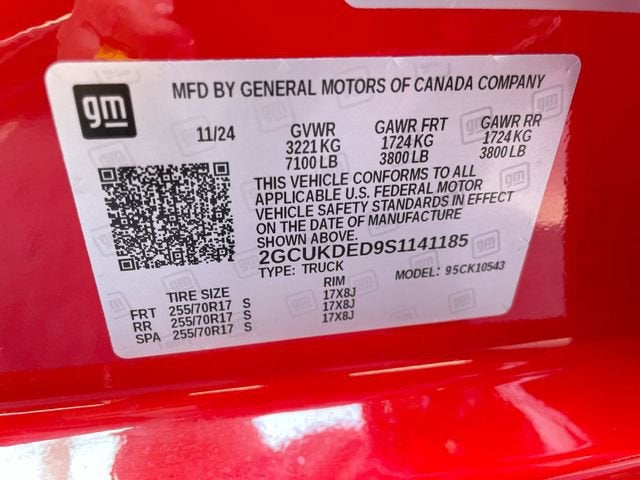 gm
MFD BY GENERAL MOTORS OF CANADA COMPANY
11/24 GVWR GAWR FRT GAWR RR
3221 KG 1724 KG 1724 KG
7100 LB 3800 LB 3800 LB
THIS VEHICLE CONFORMS TO ALL
APPLICABLE U.S. FEDERAL MOTOR
VEHICLE SAFETY STANDARDS IN EFFECT
ON THE DATE OF MANUFACTURE
SHOWN ABOVE.
2GCUKDED9S1141185
TYPE: TRUCK MODEL: 95CK10543
TIRE SIZE RIM
FRT 255/70R17 S 17X8J
RR 255/70R17 S 17X8J
SPA 255/70R17 S 17X8J